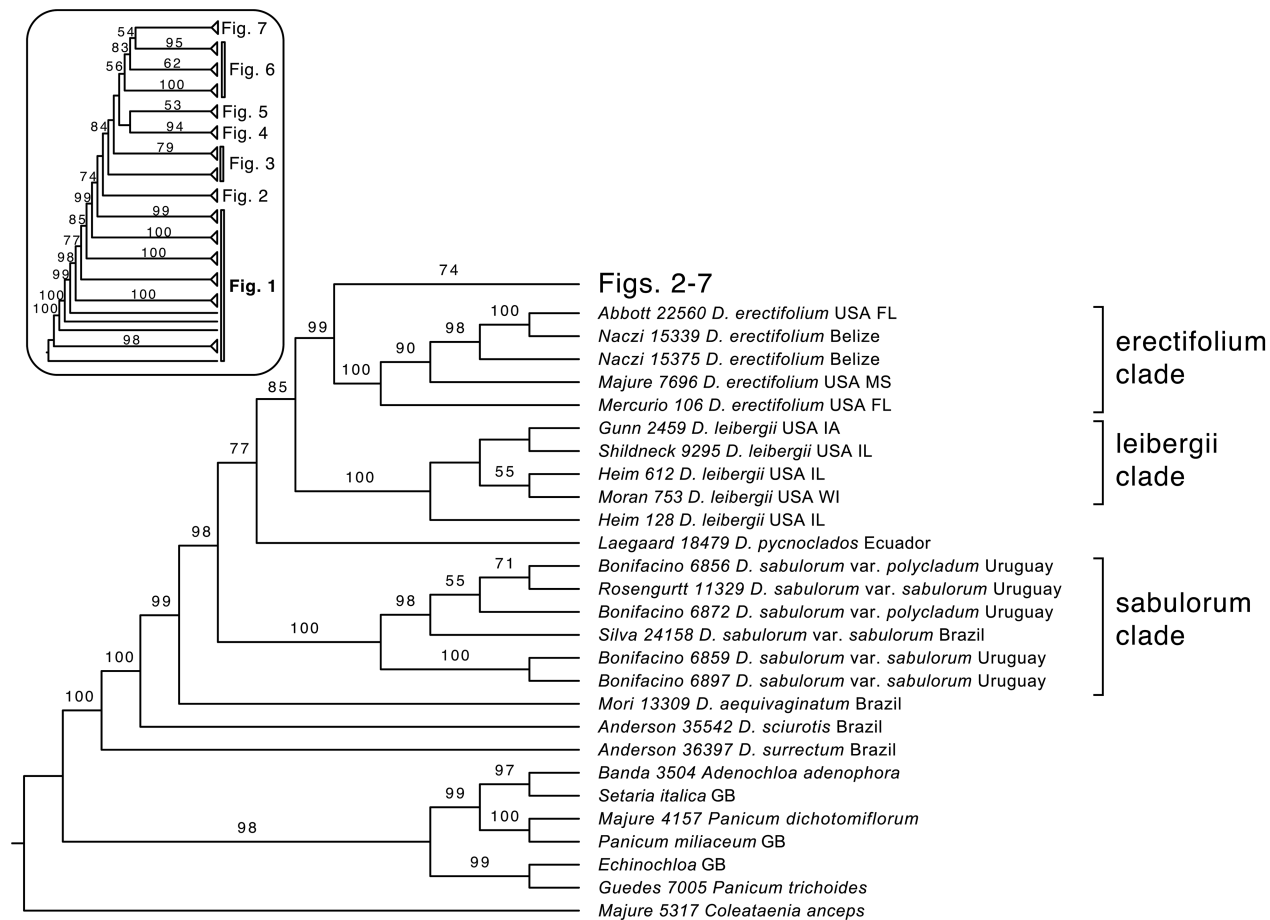 54
Fig. 7
83
95
56
62
Fig. 6
100
53
Fig. 5
84
94
Fig. 4
79
Fig. 3
74
Fig. 2
99
99
85
100
77
100
98
99
Fig. 1
100
100
100
98
74
Figs. 2-7
99
100
Abbott 22560 D. erectifolium USA FL
98
Naczi 15339 D. erectifolium Belize
90
Naczi 15375 D. erectifolium Belize
100
Majure 7696 D. erectifolium USA MS
Mercurio 106 D. erectifolium USA FL
erectifolium
clade
85
Gunn 2459 D. leibergii USA IA
Shildneck 9295 D. leibergii USA IL
77
100
55
Heim 612 D. leibergii USA IL
Moran 753 D. leibergii USA WI
Heim 128 D. leibergii USA IL
leibergii
clade
98
Laegaard 18479 D. pycnoclados Ecuador
71
Bonifacino 6856 D. sabulorum var. polycladum Uruguay
55
Rosengurtt 11329 D. sabulorum var. sabulorum Uruguay
99
98
Bonifacino 6872 D. sabulorum var. polycladum Uruguay
100
Silva 24158 D. sabulorum var. sabulorum Brazil
100
100
Bonifacino 6859 D. sabulorum var. sabulorum Uruguay
Bonifacino 6897 D. sabulorum var. sabulorum Uruguay
sabulorum
clade
100
Mori 13309 D. aequivaginatum Brazil
Anderson 35542 D. sciurotis Brazil
Anderson 36397 D. surrectum Brazil
97
Banda 3504 Adenochloa adenophora
99
Setaria italica GB
98
100
Majure 4157 Panicum dichotomiflorum
Panicum miliaceum GB
99
Echinochloa GB
Guedes 7005 Panicum trichoides
Majure 5317 Coleataenia anceps